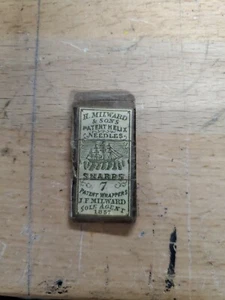 H. MILWARD
& SONS
PATENT HELIX
NEEDLES
SHARPS
7
PATENT WRAPPERS
J.F. MILWARD
SOLE AGENT